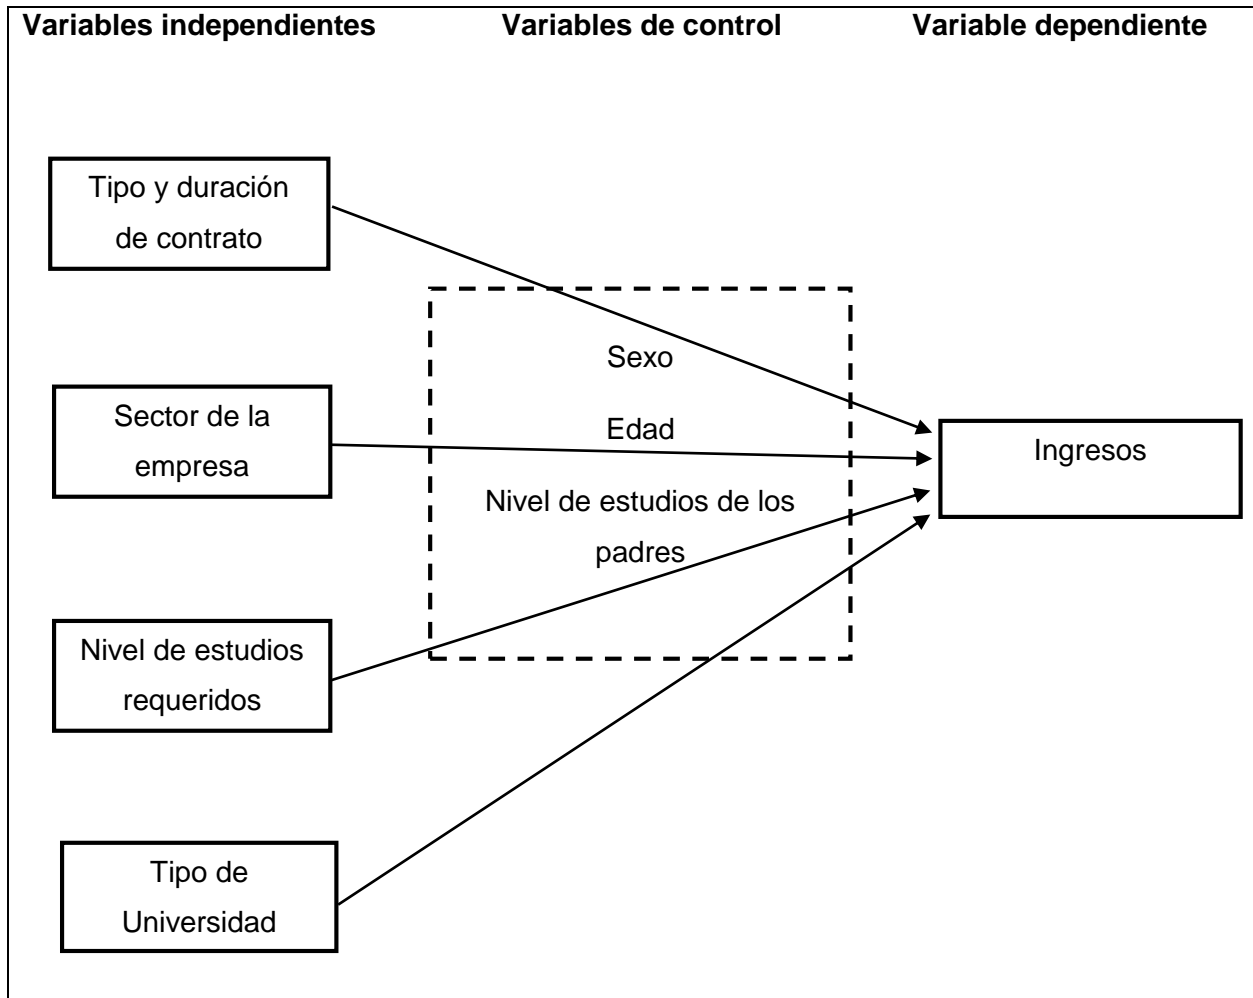 Variables independientes
Variables de control
Variable dependiente
Tipo y duración
de contrato
Sexo
Sector de la
empresa
Edad
Ingresos
Nivel de estudios de los
padres
Nivel de estudios
requeridos
Tipo de
Universidad